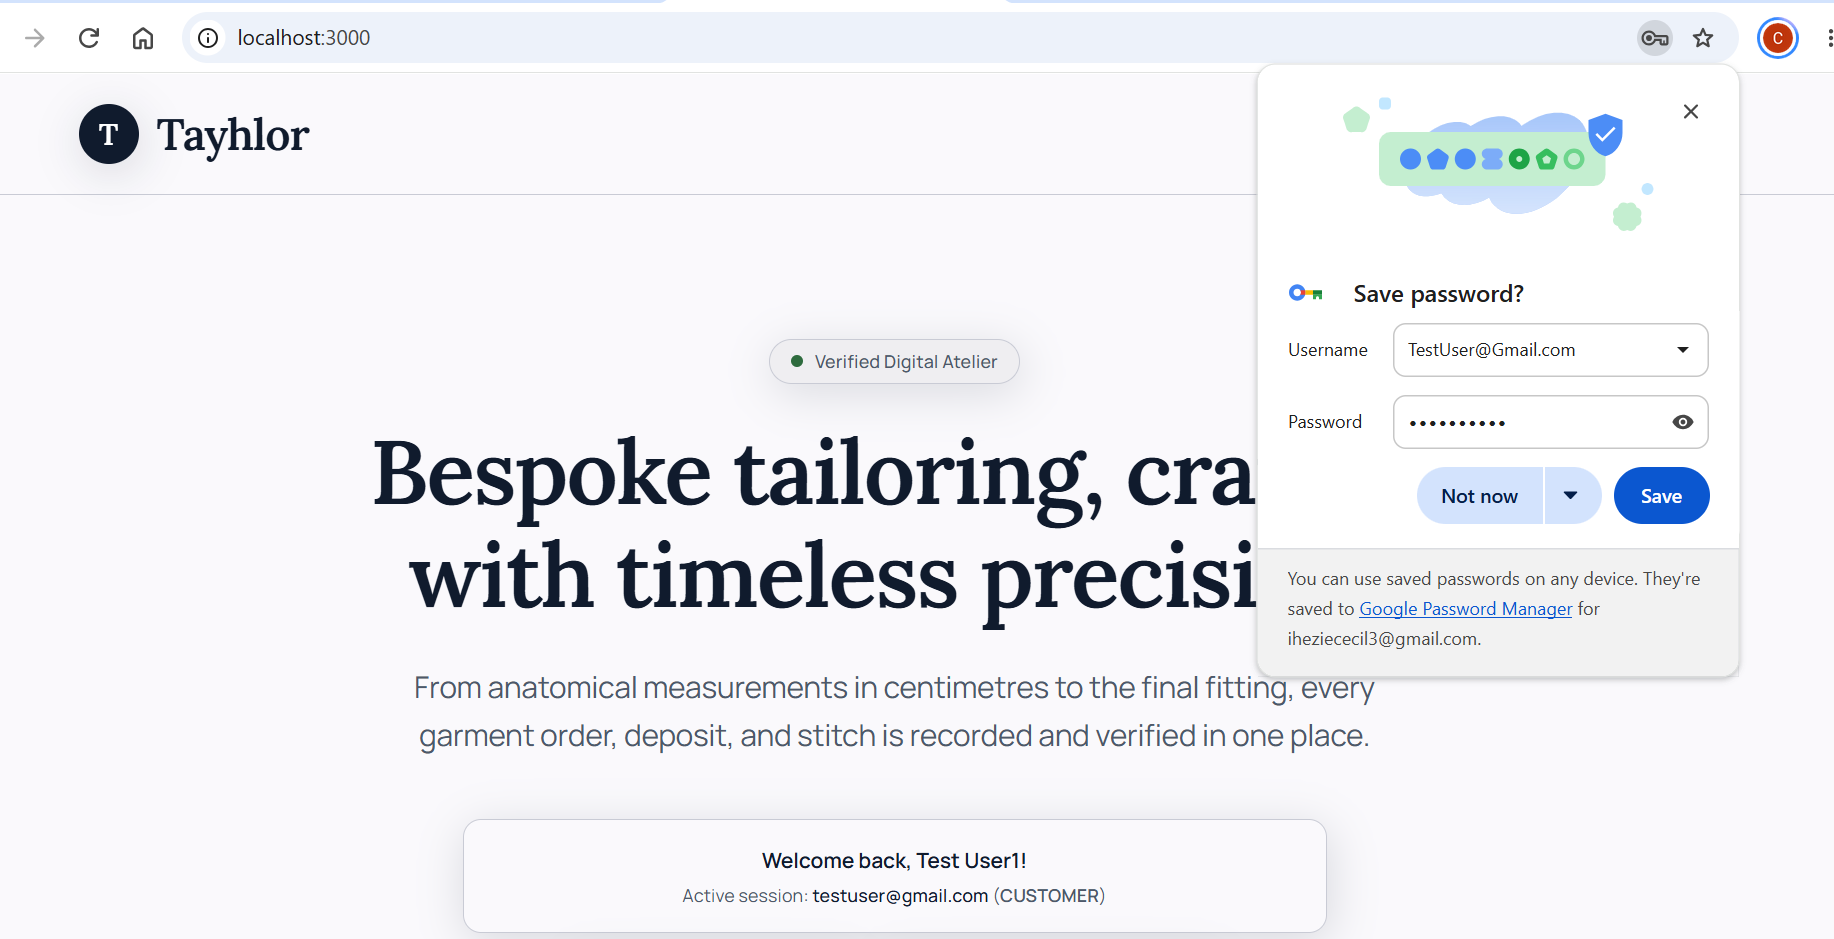 localhost:3000
C
T Tayhlor
Verified Digital Atelier
Bespoke tailoring, cra
with timeless precisi
From anatomical measurements in centimetres to the final fitting, every
garment order, deposit, and stitch is recorded and verified in one place.
Welcome back, Test User1!
Active session: testuser@gmail.com (CUSTOMER)
Save password?
Username TestUser@Gmail.com
Password ••••••••••
Not now Save
You can use saved passwords on any device. They're
saved to Google Password Manager for
iheziececil3@gmail.com.